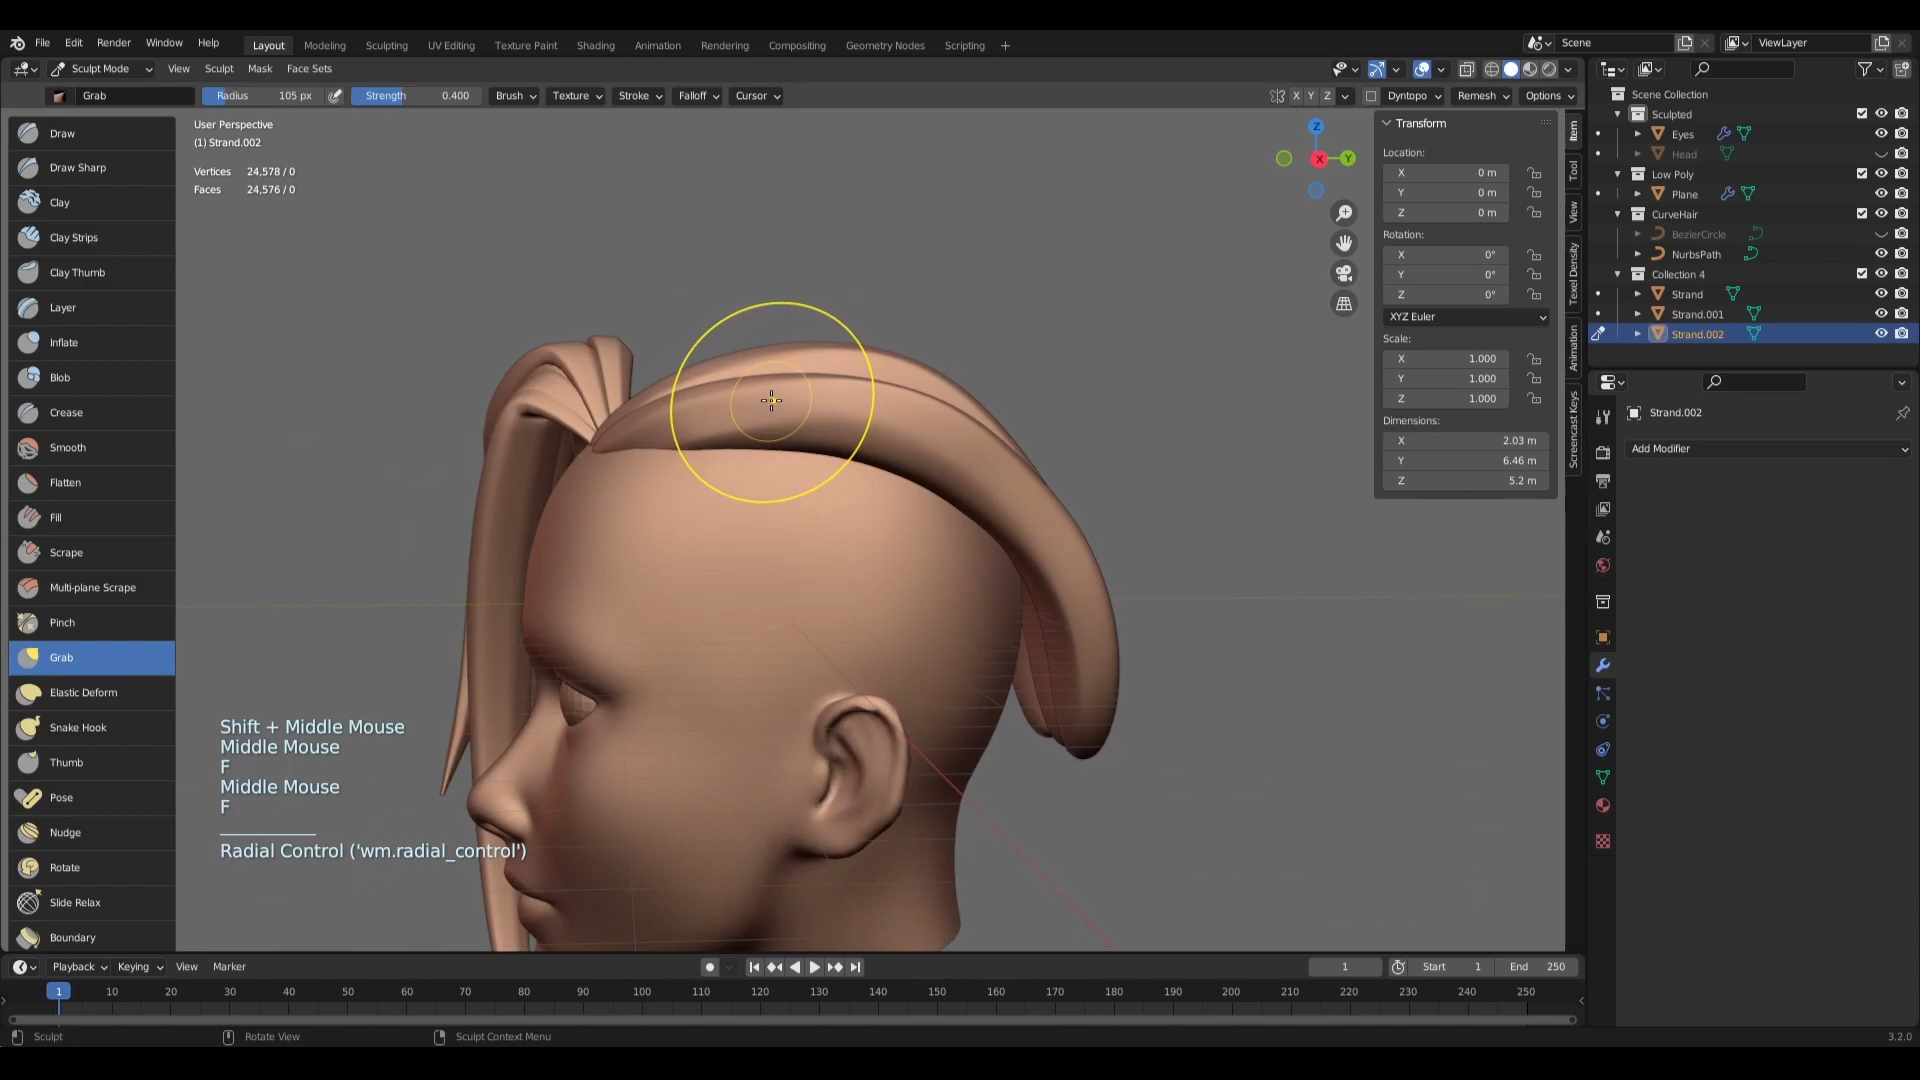 File Edit Render Window Help Layout Modeling Sculpting UV Editing Texture Paint Shading Animation Rendering Compositing Geometry Nodes Scripting + Scene ViewLayer
Sculpt Mode View Sculpt Mask Face Sets
Grab Radius 105 px Strength 0.400 Brush Texture Stroke Falloff Cursor X Y Z Dyntopo Remesh Options
Draw
Draw Sharp
Clay
Clay Strips
Clay Thumb
Layer
Inflate
Blob
Crease
Smooth
Flatten
Fill
Scrape
Multi-plane Scrape
Pinch
Grab
Elastic Deform
Snake Hook
Thumb
Pose
Nudge
Rotate
Slide Relax
Boundary
User Perspective
(1) Strand.002
Vertices 24,578 / 0
Faces 24,576 / 0
Z
X
Y
Shift + Middle Mouse
Middle Mouse
F
Middle Mouse
F
Radial Control ('wm.radial_control')
Transform
Location:
X 0 m
Y 0 m
Z 0 m
Rotation:
X 0°
Y 0°
Z 0°
XYZ Euler
Scale:
X 1.000
Y 1.000
Z 1.000
Dimensions:
X 2.03 m
Y 6.46 m
Z 5.2 m
Item
Tool
View
Texel Density
Animation
Screencast Keys
Scene Collection
Sculpted
Eyes
Head
Low Poly
Plane
CurveHair
BezierCircle
NurbsPath
Collection 4
Strand
Strand.001
Strand.002
Strand.002
Add Modifier
Playback Keying View Marker 1 Start 1 End 250
1 10 20 30 40 50 60 70 80 90 100 110 120 130 140 150 160 170 180 190 200 210 220 230 240 250
Sculpt Rotate View Sculpt Context Menu 3.2.0